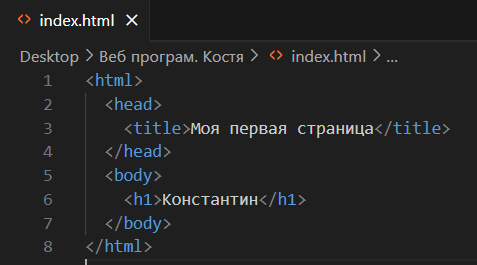 index.html
Desktop > Веб програм. Костя > index.html > ...
1 <html>
2 <head>
3 <title>Моя первая страница</title>
4 </head>
5 <body>
6 <h1>Константин</h1>
7 </body>
8 </html>